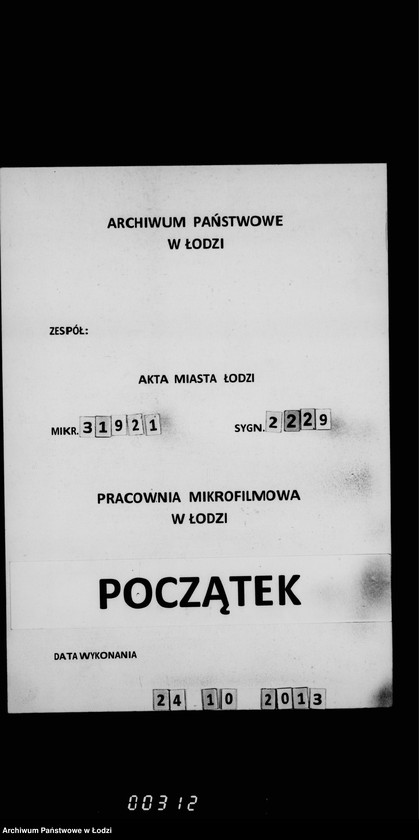 ARCHIWUM PAŃSTWOWE
W ŁODZI
ZESPÓŁ:
AKTA MIASTA ŁODZI
MIKR. 31921 SYGN. 2229
PRACOWNIA MIKROFILMOWA
W ŁODZI
POCZĄTEK
DATA WYKONANIA
24 10 2013
00312
Archiwum Państwowe w Łodzi